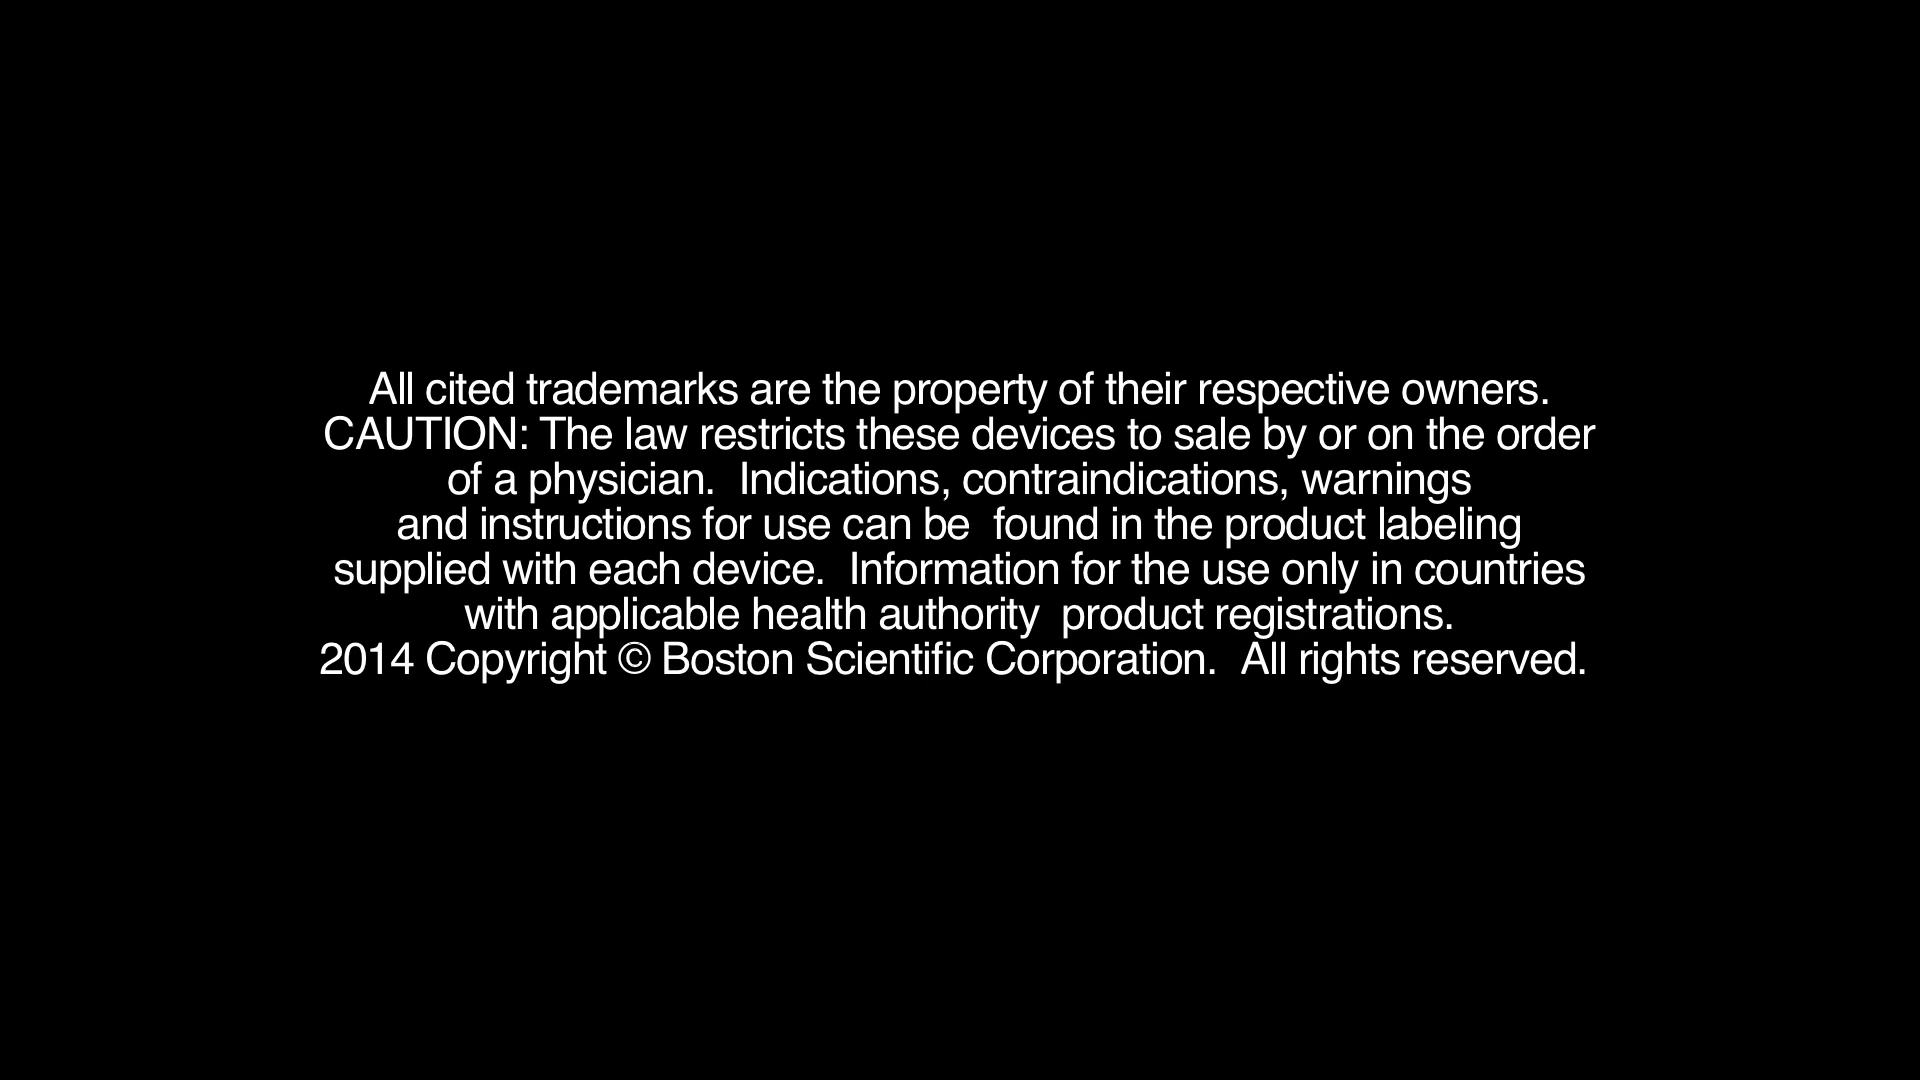 All cited trademarks are the property of their respective owners.
CAUTION: The law restricts these devices to sale by or on the order
of a physician.  Indications, contraindications, warnings
and instructions for use can be  found in the product labeling
supplied with each device.  Information for the use only in countries
with applicable health authority  product registrations.
2014 Copyright © Boston Scientific Corporation.  All rights reserved.